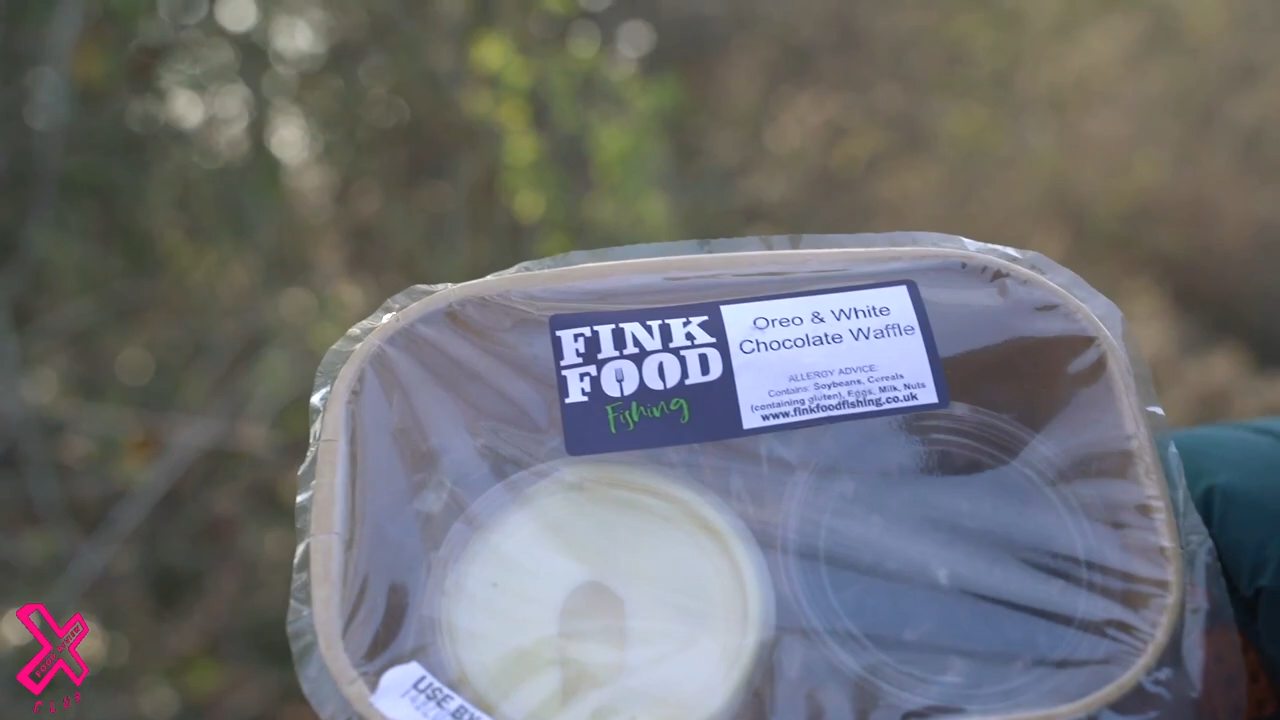 FINK
FOOD
Fishing
Oreo & White
Chocolate Waffle
ALLERGY ADVICE:
Contains: Soybeans, Cereals
(containing gluten), Eggs, Milk, Nuts
www.finkfoodfishing.co.uk
USE BY